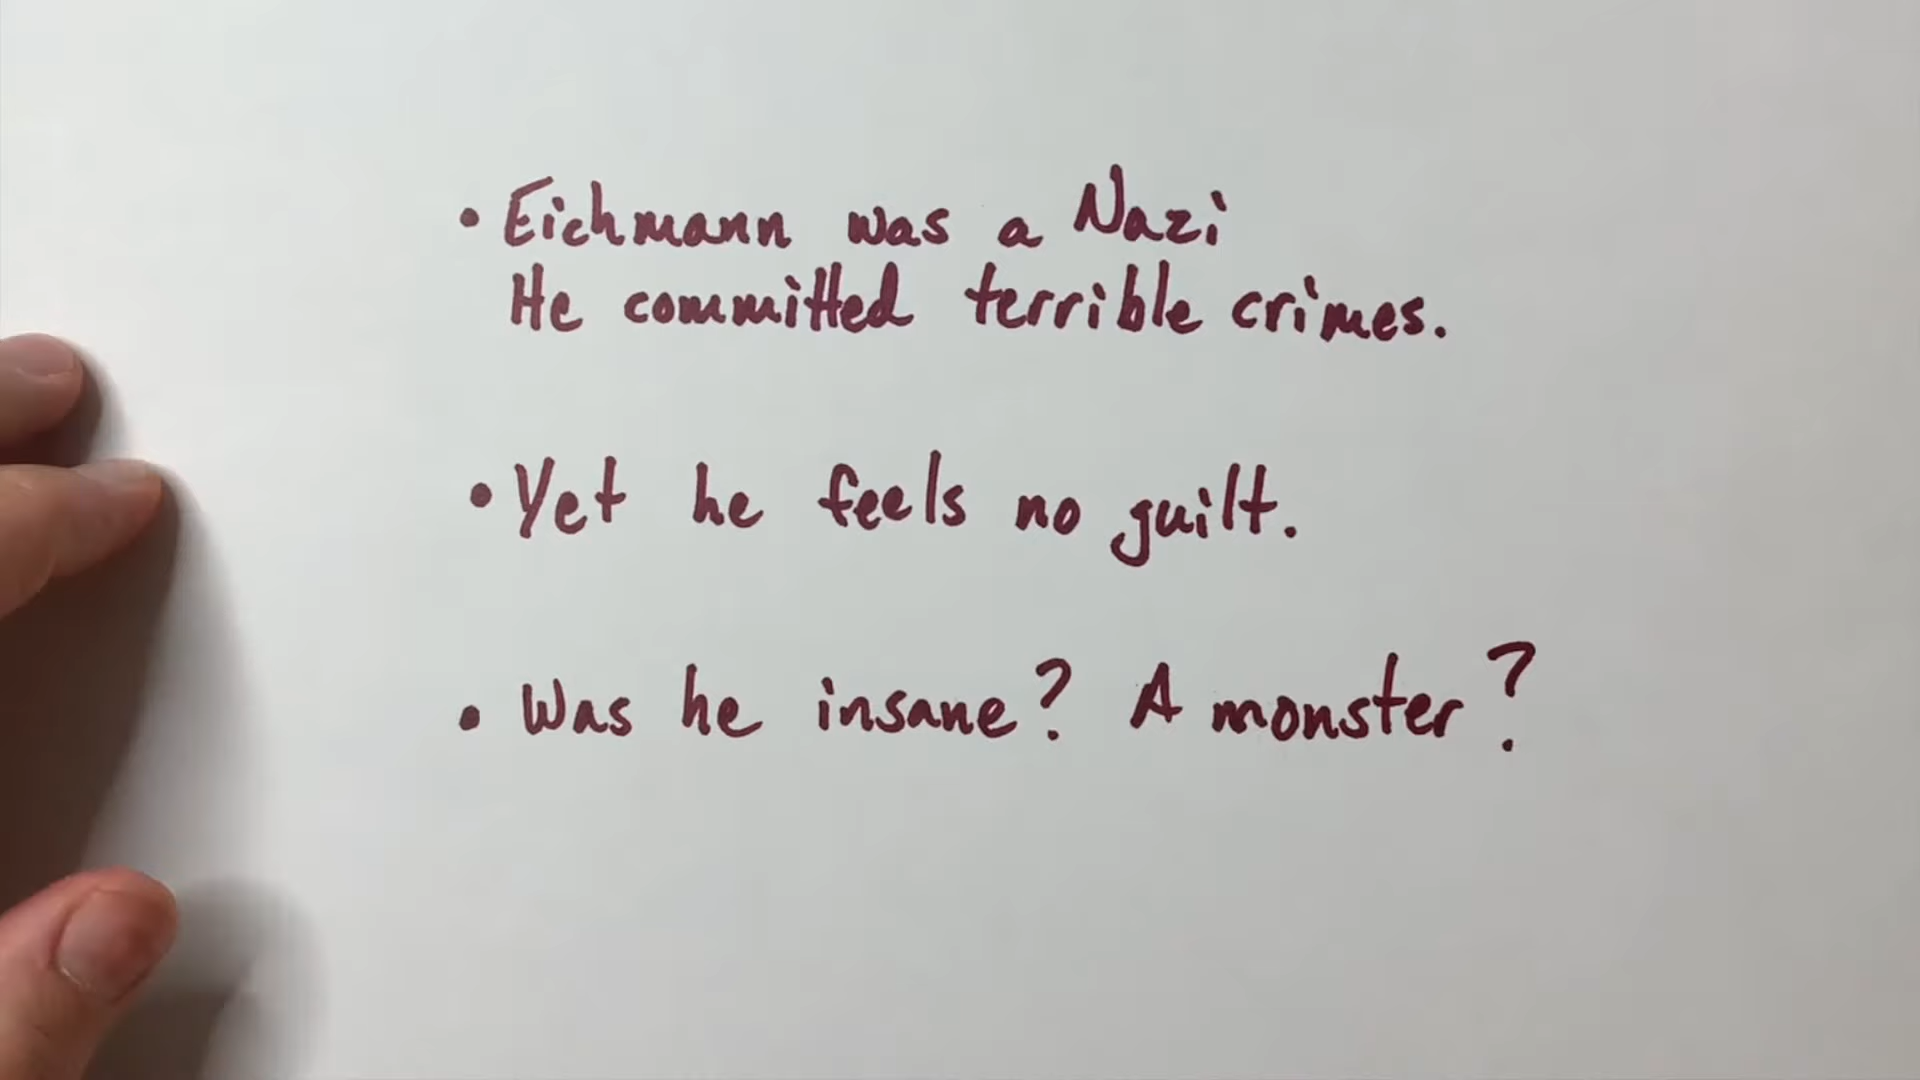 • Eichmann was a Nazi
He committed terrible crimes.
• Yet he feels no guilt.
• Was he insane? A monster?